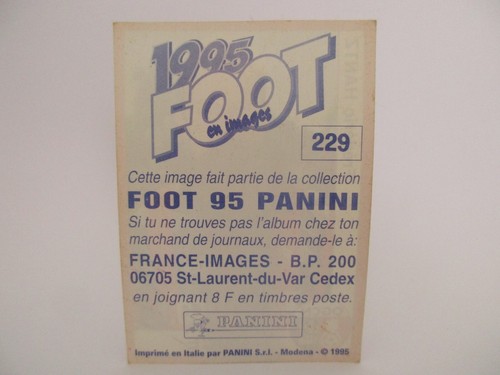 1995
FOOT
en images
229
Cette image fait partie de la collection
FOOT 95 PANINI
Si tu ne trouves pas l'album chez ton
marchand de journaux, demande-le à:
FRANCE-IMAGES - B.P. 200
06705 St-Laurent-du-Var Cedex
en joignant 8 F en timbres poste.
PANINI
Imprimé en Italie par PANINI S.r.l. - Modena - © 1995